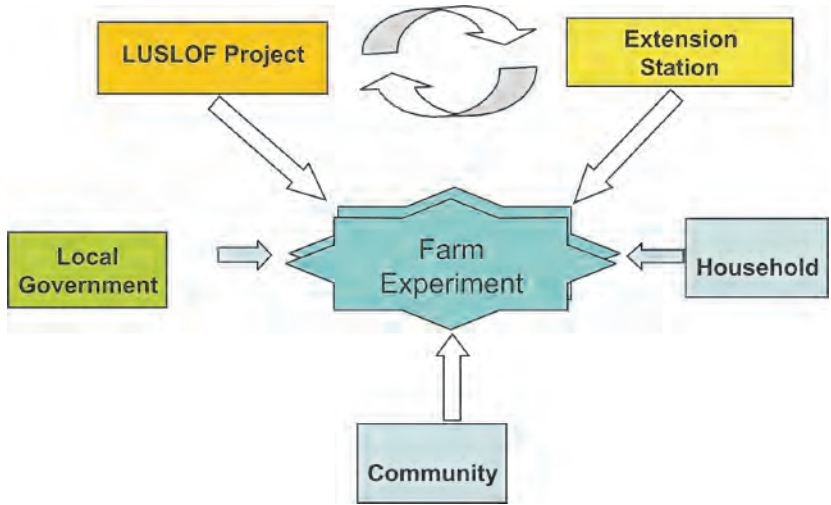 LUSLOF Project
Extension
Station
Local
Government
Farm
Experiment
Household
Community